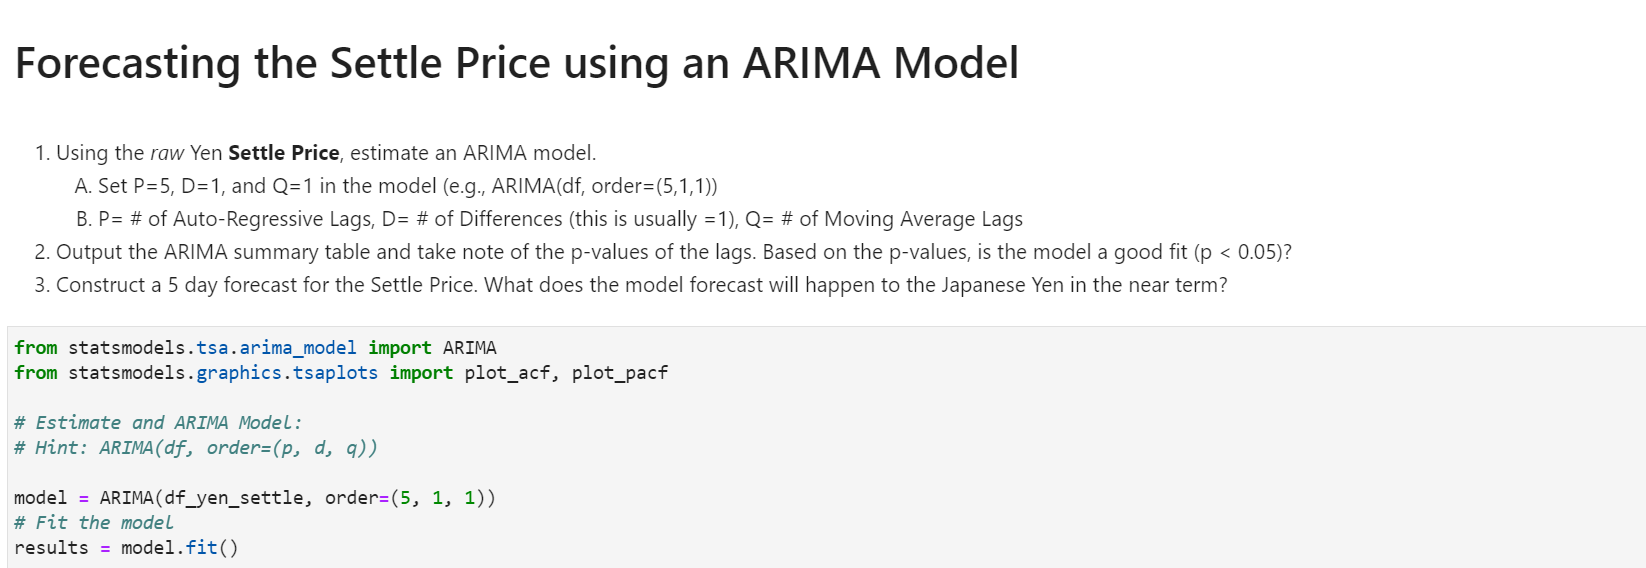 Forecasting the Settle Price using an ARIMA Model
1. Using the raw Yen Settle Price, estimate an ARIMA model.
A. Set P=5, D=1, and Q=1 in the model (e.g., ARIMA(df, order=(5,1,1))
B. P= # of Auto-Regressive Lags, D= # of Differences (this is usually =1), Q= # of Moving Average Lags
2. Output the ARIMA summary table and take note of the p-values of the lags. Based on the p-values, is the model a good fit (p < 0.05)?
3. Construct a 5 day forecast for the Settle Price. What does the model forecast will happen to the Japanese Yen in the near term?
from statsmodels.tsa.arima_model import ARIMA
from statsmodels.graphics.tsaplots import plot_acf, plot_pacf
# Estimate and ARIMA Model:
# Hint: ARIMA(df, order=(p, d, q))
model = ARIMA(df_yen_settle, order=(5, 1, 1))
# Fit the model
results = model.fit()